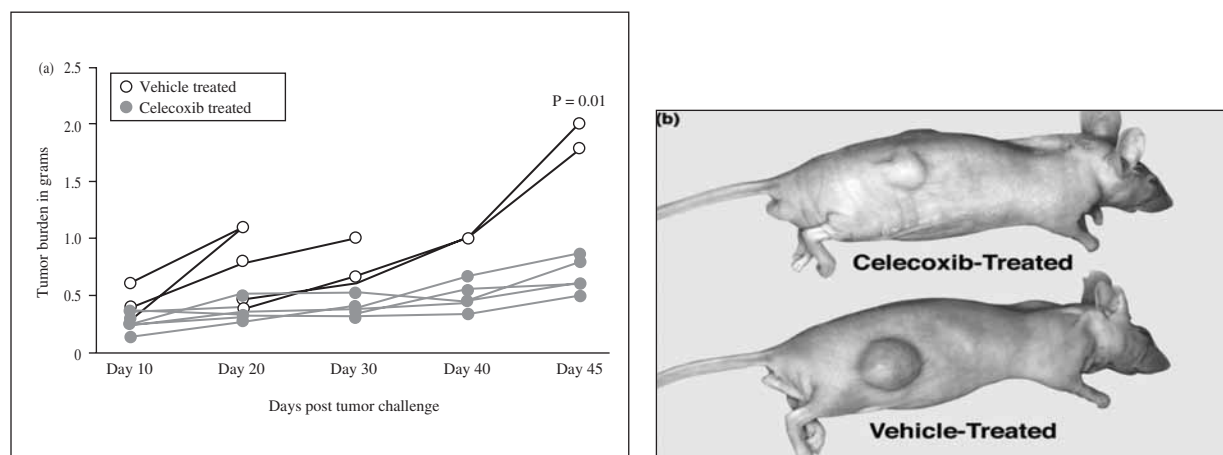 (a)
2.5
2.0
1.5
1.0
0.5
0
Tumor burden in grams
Vehicle treated
Celecoxib treated
P = 0.01
Day 10 Day 20 Day 30 Day 40 Day 45
Days post tumor challenge
(b)
Celecoxib-Treated
Vehicle-Treated